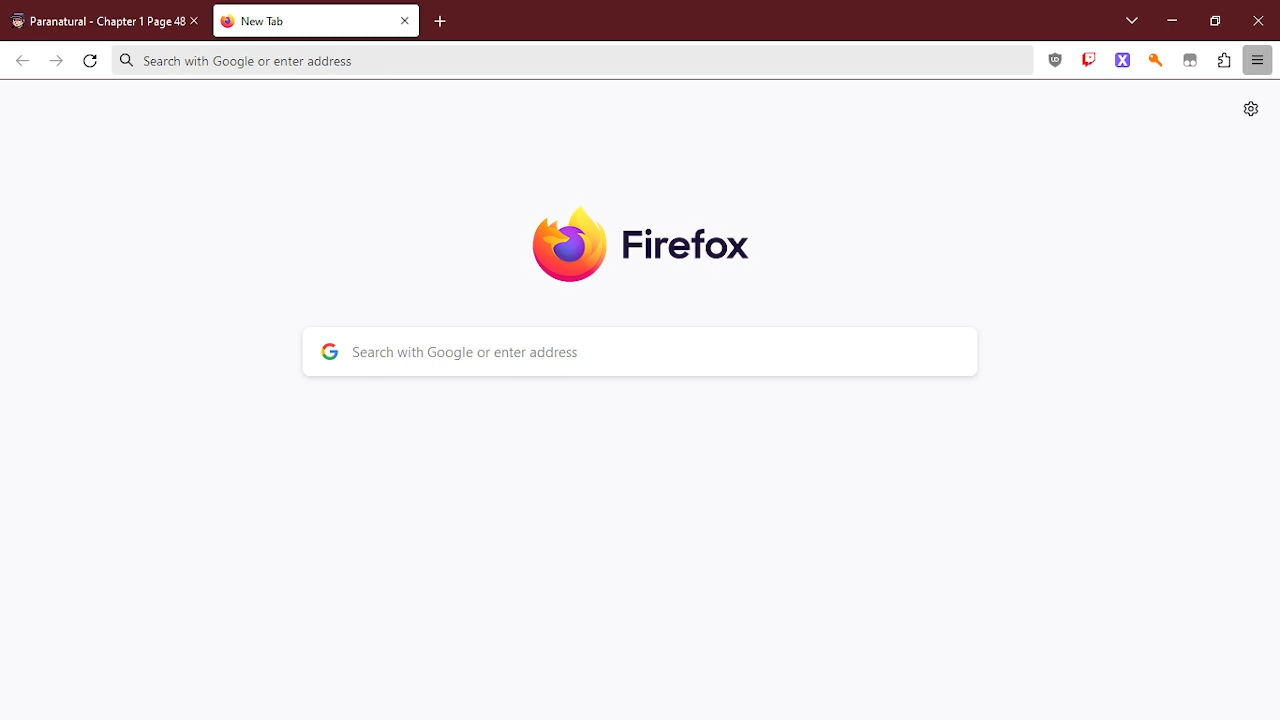 Paranatural - Chapter 1 Page 48
New Tab
Search with Google or enter address
Firefox
Search with Google or enter address